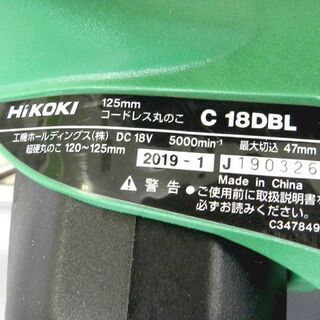 HiKOKI 125mm コードレス丸のこ C 18DBL
工機ホールディングス(株) DC 18V 5000min⁻¹ 最大切込 47mm
超硬丸のこ 120～125mm 2019 - 1 J190326
Made in China
●ご使用前に取扱説明書を
必ずお読みください。
C347849